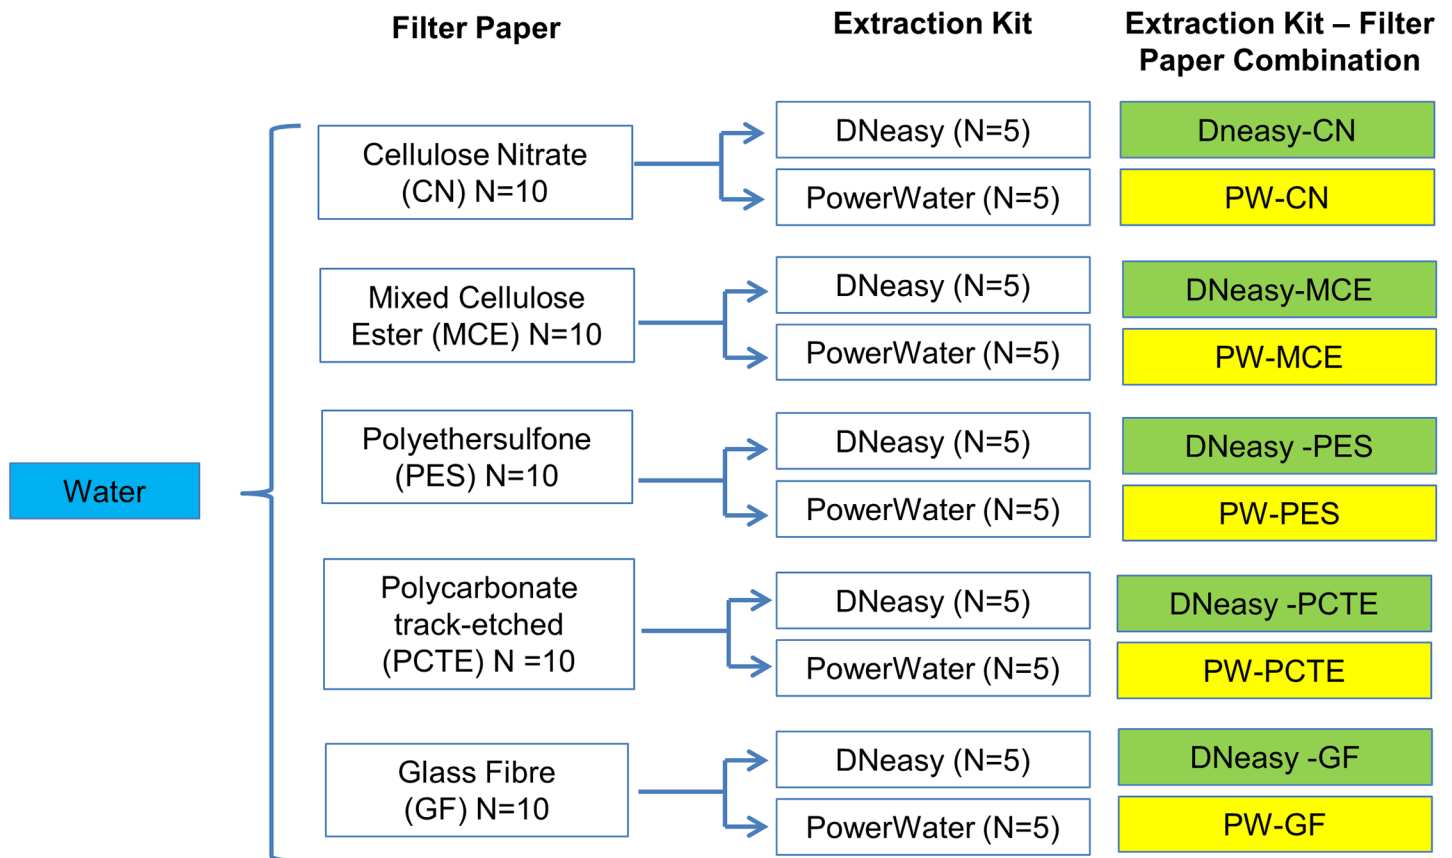 Filter Paper
Extraction Kit
Extraction Kit – Filter
Paper Combination
Water
Cellulose Nitrate
(CN) N=10
DNeasy (N=5)
Dneasy-CN
PowerWater (N=5)
PW-CN
Mixed Cellulose
Ester (MCE) N=10
DNeasy (N=5)
DNeasy-MCE
PowerWater (N=5)
PW-MCE
Polyethersulfone
(PES) N=10
DNeasy (N=5)
DNeasy -PES
PowerWater (N=5)
PW-PES
Polycarbonate
track-etched
(PCTE) N =10
DNeasy (N=5)
DNeasy -PCTE
PowerWater (N=5)
PW-PCTE
Glass Fibre
(GF) N=10
DNeasy (N=5)
DNeasy -GF
PowerWater (N=5)
PW-GF